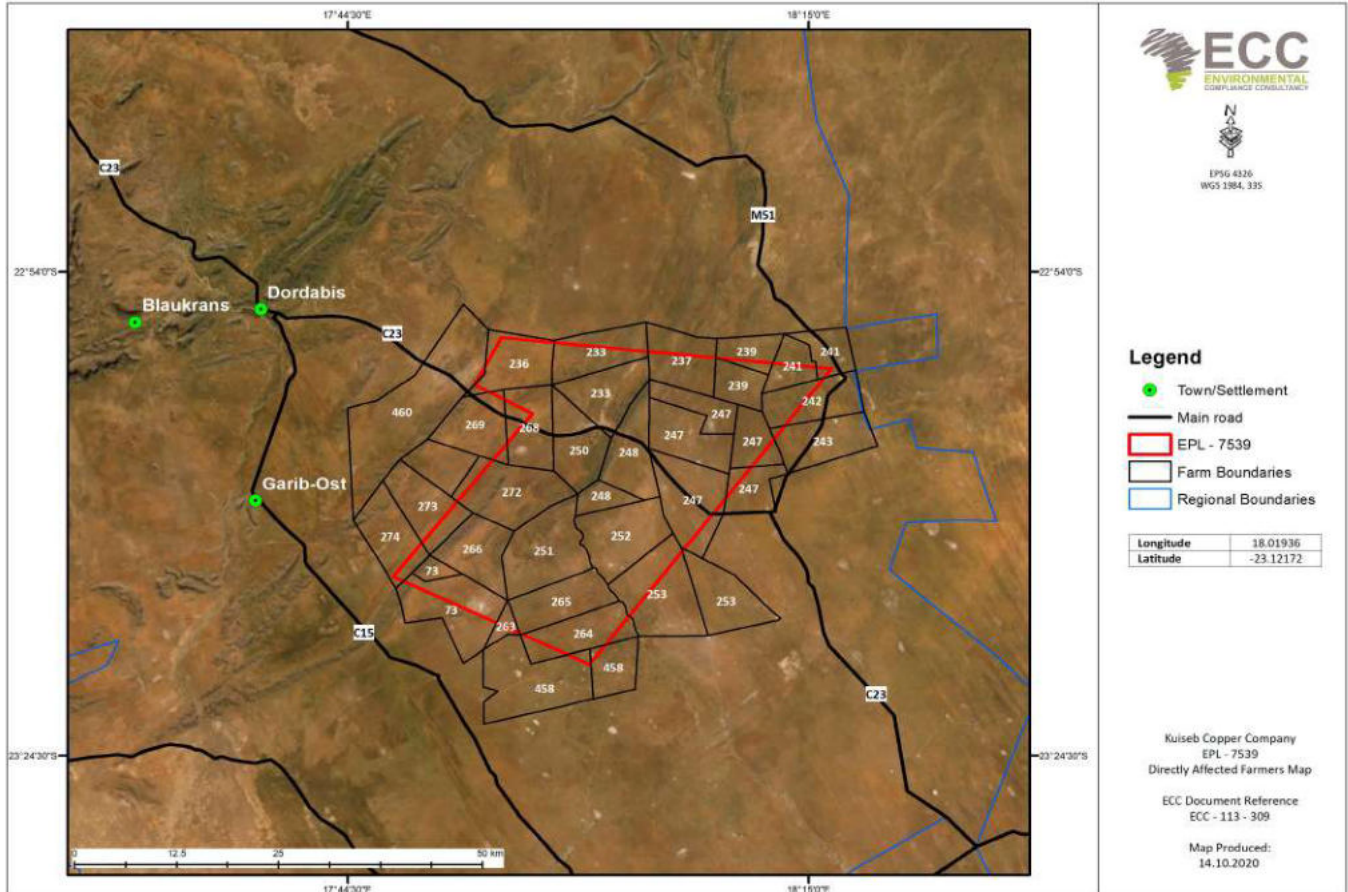 17°44'30"E
18°15'0"E
C23
M51
22°54'0"S
22°54'0"S
Blaukrans
Dordabis
C23
236
233
237
239
241
241
460
233
239
242
269
268
247
247
247
243
250
248
Garib-Ost
273
272
248
247
247
274
266
251
252
73
265
253
253
73
263
264
C15
458
458
C23
23°24'30"S
23°24'30"S
0
12.5
25
50 km
17°44'30"E
18°15'0"E
ECC
ENVIRONMENTAL
COMPLIANCE CONSULTANCY
N
EPSG 4326
WGS 1984, 33S
Legend
Town/Settlement
Main road
EPL - 7539
Farm Boundaries
Regional Boundaries
Longitude 18.01936
Latitude -23.12172
Kuiseb Copper Company
EPL - 7539
Directly Affected Farmers Map
ECC Document Reference
ECC - 113 - 309
Map Produced:
14.10.2020